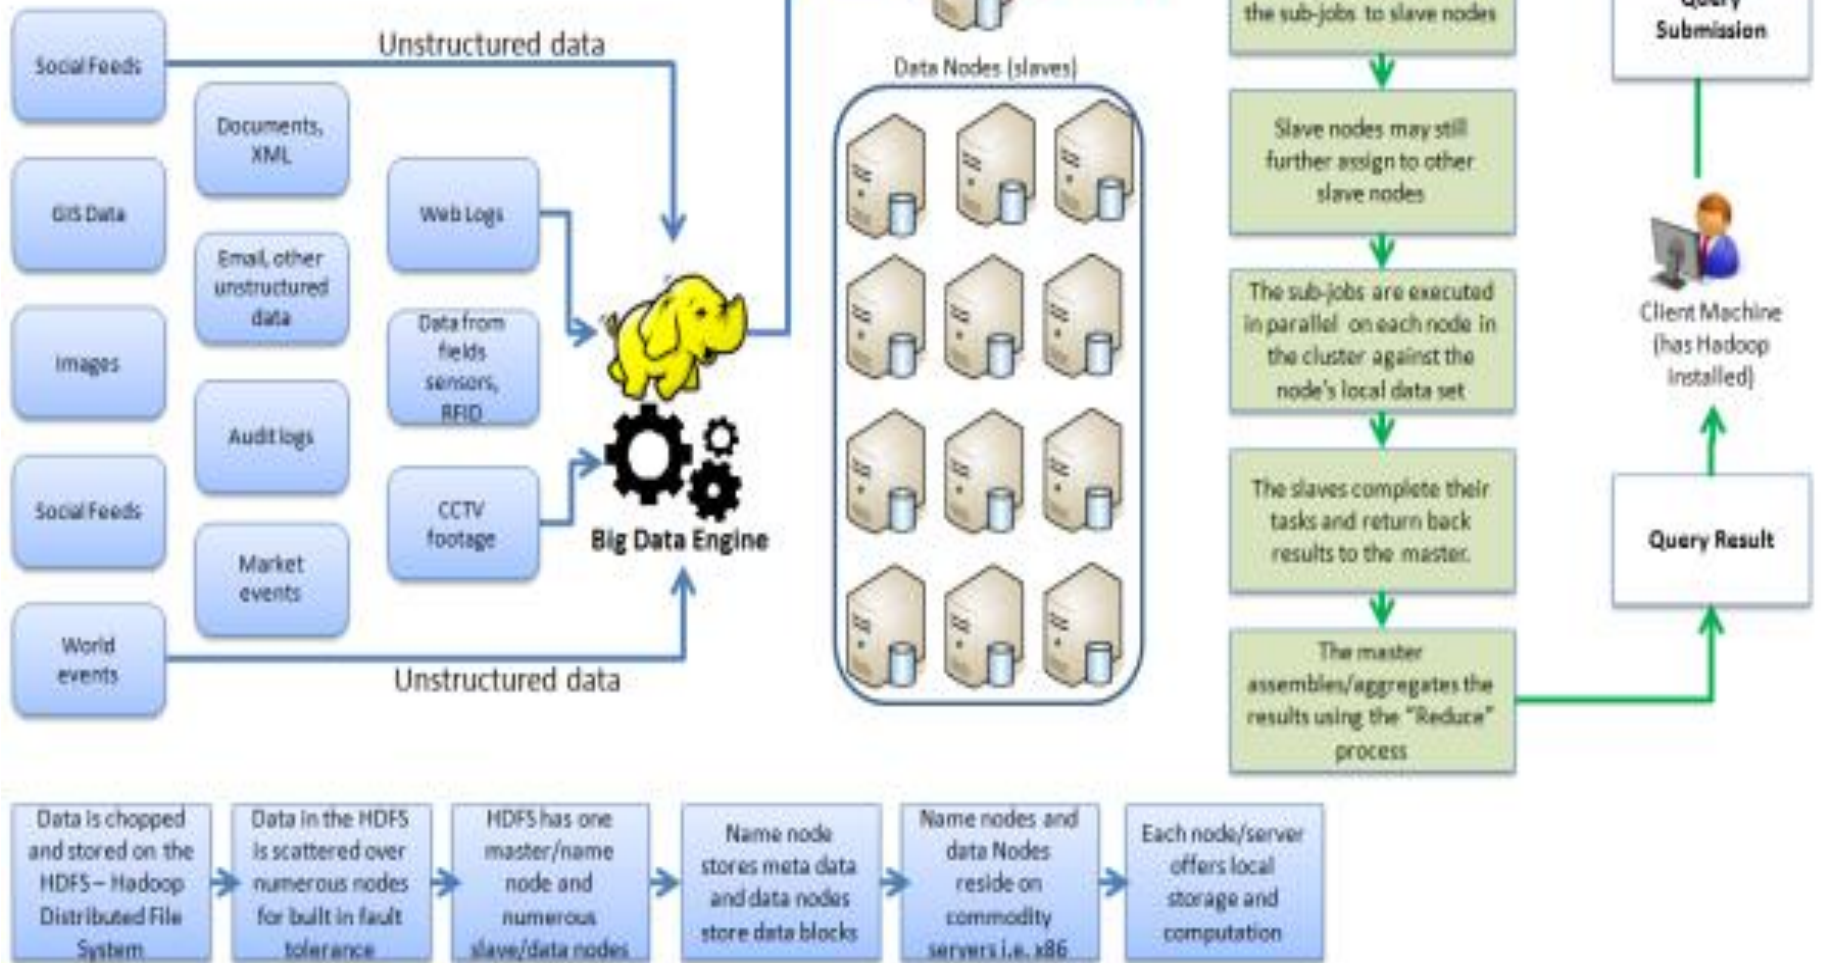 Social Feeds
Unstructured data
Documents,
XML
GIS Data
Web Logs
Email, other
unstructured
data
Images
Data from
fields
sensors,
RFID
Audit logs
Social Feeds
CCTV
footage
Market
events
World
events
Unstructured data
Big Data Engine
Data Nodes (slaves)
the sub-jobs to slave nodes
Slave nodes may still
further assign to other
slave nodes
The sub-jobs are executed
in parallel on each node in
the cluster against the
node's local data set
The slaves complete their
tasks and return back
results to the master.
The master
assembles/aggregates the
results using the "Reduce"
process
Query
Submission
Client Machine
(has Hadoop
installed)
Query Result
Data is chopped
and stored on the
HDFS – Hadoop
Distributed File
System
Data in the HDFS
is scattered over
numerous nodes
for built in fault
tolerance
HDFS has one
master/name
node and
numerous
slave/data nodes
Name node
stores meta data
and data nodes
store data blocks
Name nodes and
data Nodes
reside on
commodity
servers i.e. x86
Each node/server
offers local
storage and
computation